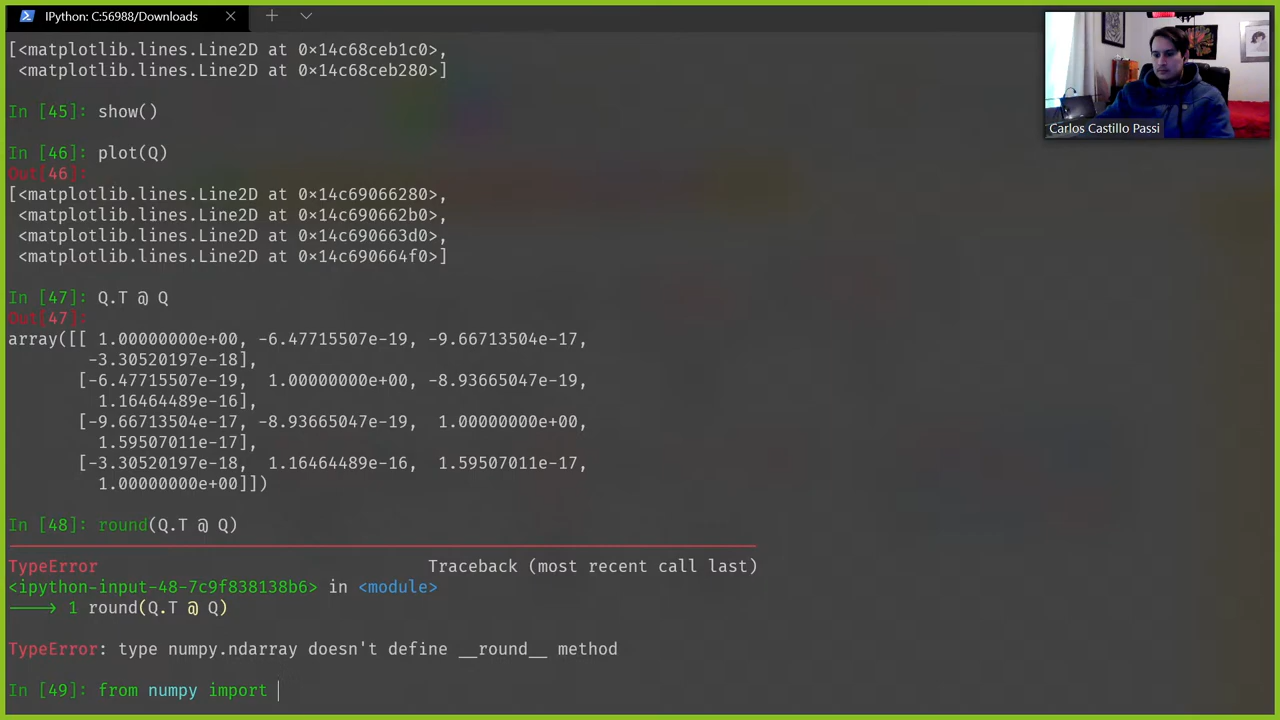 IPython: C:56988/Downloads
[<matplotlib.lines.Line2D at 0x14c68ceb1c0>,
 <matplotlib.lines.Line2D at 0x14c68ceb280>]
In [45]: show()
In [46]: plot(Q)
Out[46]:
[<matplotlib.lines.Line2D at 0x14c69066280>,
 <matplotlib.lines.Line2D at 0x14c690662b0>,
 <matplotlib.lines.Line2D at 0x14c690663d0>,
 <matplotlib.lines.Line2D at 0x14c690664f0>]
In [47]: Q.T @ Q
Out[47]:
array([[ 1.00000000e+00, -6.47715507e-19, -9.66713504e-17,
        -3.30520197e-18],
       [-6.47715507e-19,  1.00000000e+00, -8.93665047e-19,
         1.16464489e-16],
       [-9.66713504e-17, -8.93665047e-19,  1.00000000e+00,
         1.59507011e-17],
       [-3.30520197e-18,  1.16464489e-16,  1.59507011e-17,
         1.00000000e+00]])
In [48]: round(Q.T @ Q)
TypeError                                 Traceback (most recent call last)
<ipython-input-48-7c9f838138b6> in <module>
----> 1 round(Q.T @ Q)
TypeError: type numpy.ndarray doesn't define __round__ method
In [49]: from numpy import
Carlos Castillo Passi